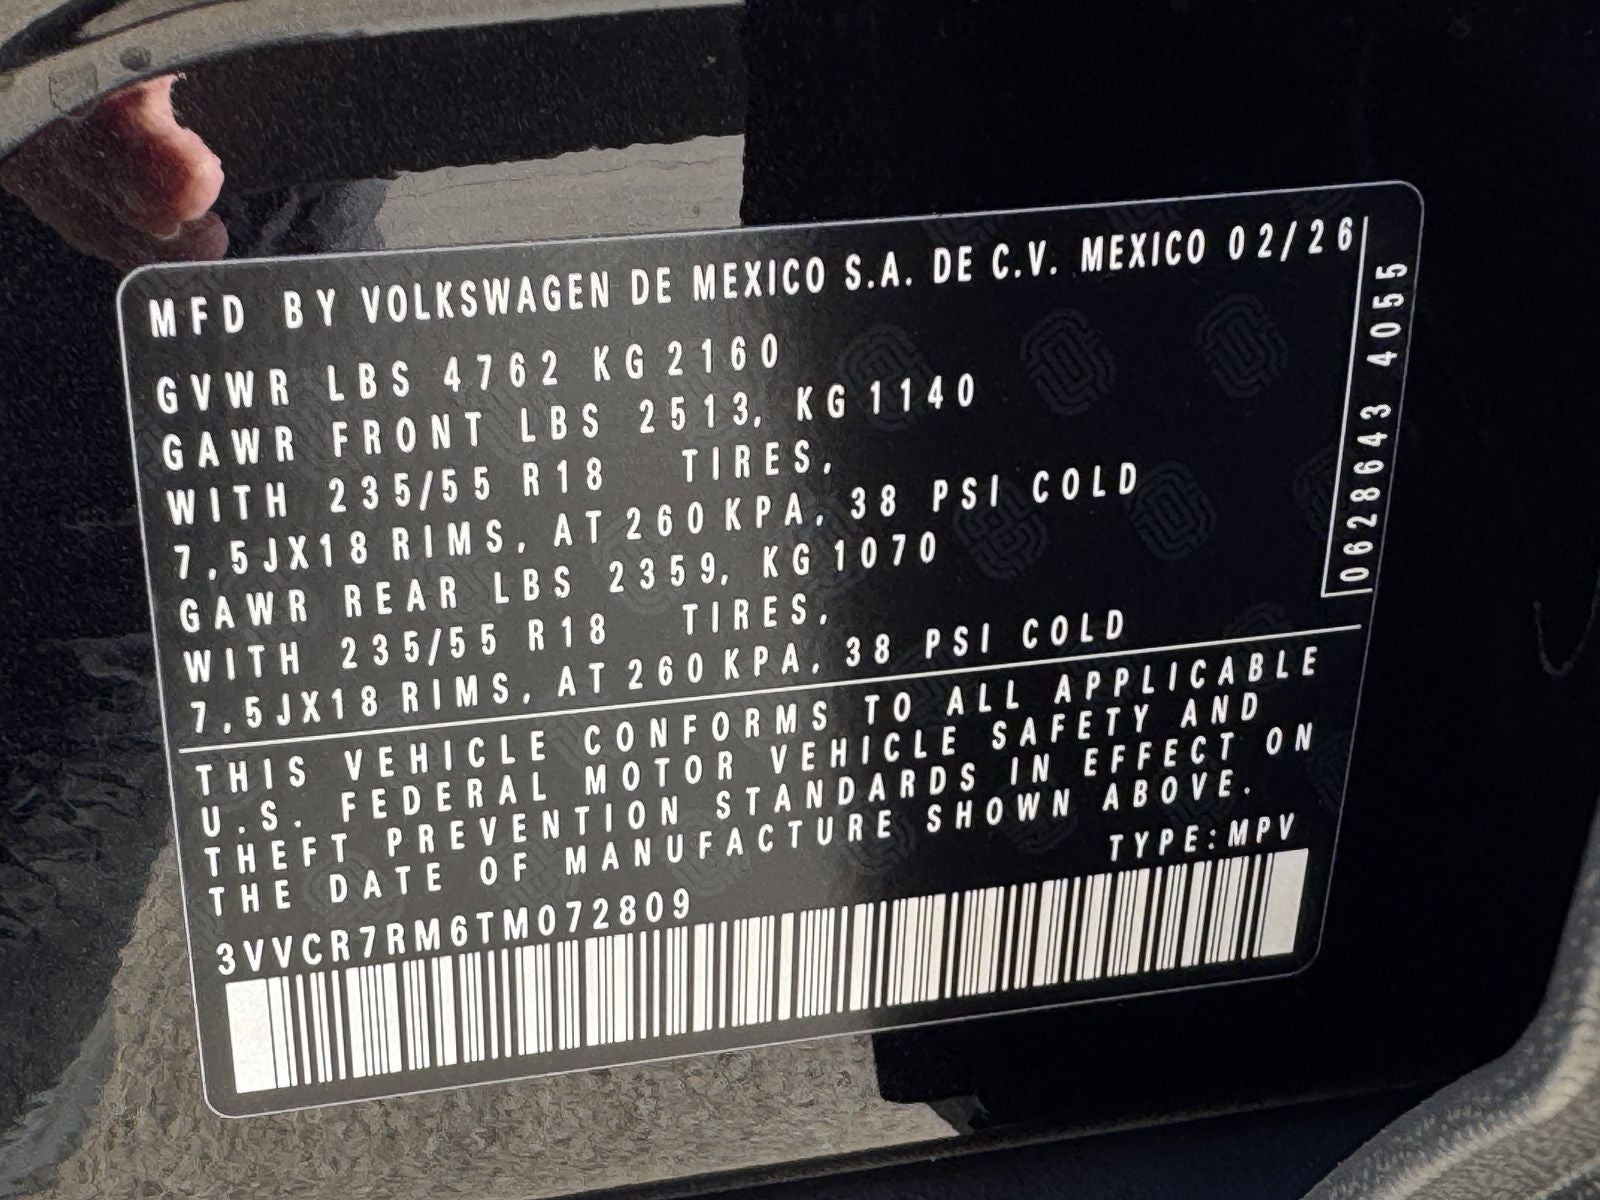 MFD BY VOLKSWAGEN DE MEXICO S.A. DE C.V. MEXICO 02/26
GVWR LBS 4762 KG 2160
GAWR FRONT LBS 2513, KG 1140
WITH 235/55 R18 TIRES,
7,5JX18 RIMS, AT 260 KPA, 38 PSI COLD
GAWR REAR LBS 2359, KG 1070
WITH 235/55 R18 TIRES,
7,5JX18 RIMS, AT 260 KPA, 38 PSI COLD
THIS VEHICLE CONFORMS TO ALL APPLICABLE
U.S. FEDERAL MOTOR VEHICLE SAFETY AND
THEFT PREVENTION STANDARDS IN EFFECT ON
THE DATE OF MANUFACTURE SHOWN ABOVE.
TYPE: MPV
3VVCR7RM6TM072809
0628643 4055